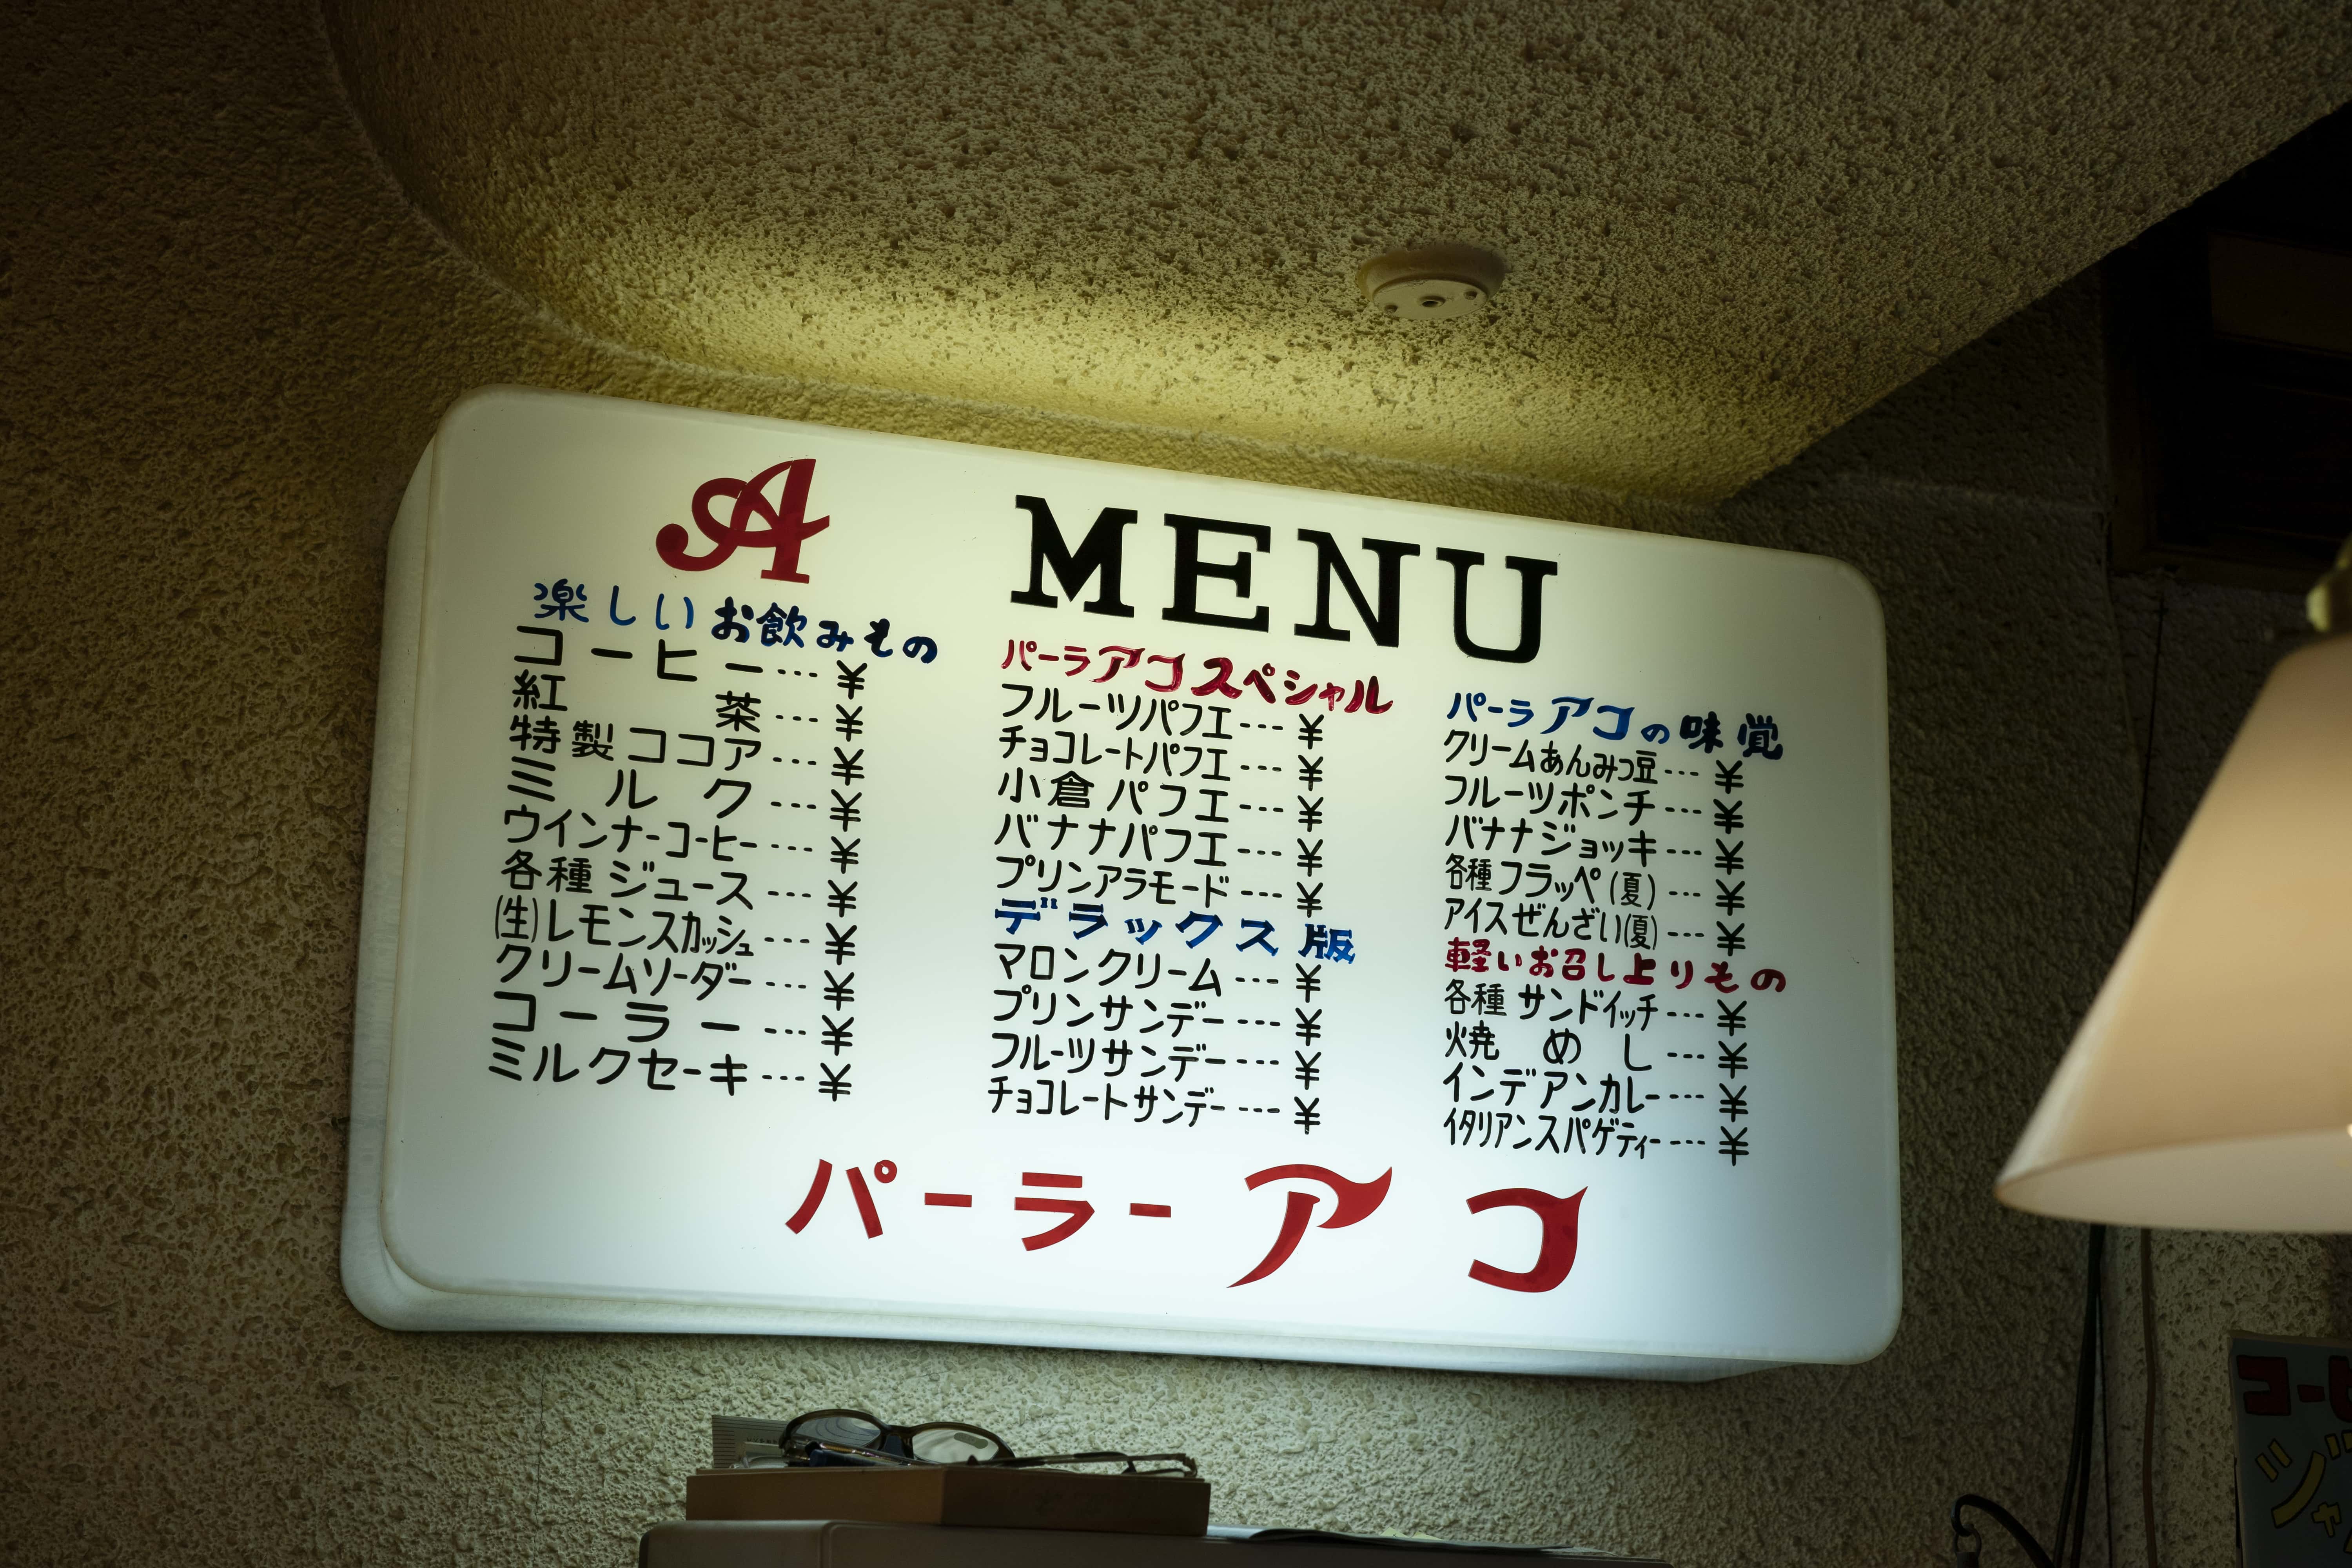 A
MENU
楽しいお飲みもの
コーヒー---¥
紅茶---¥
特製ココア---¥
ミルク---¥
ウインナーコーヒー---¥
各種ジュース---¥
(生)レモンスカッシュ---¥
クリームソーダー---¥
コーラー---¥
ミルクセーキ---¥
パーラアコスペシャル
フルーツパフエ---¥
チョコレートパフエ---¥
小倉パフエ---¥
バナナパフエ---¥
プリンアラモード---¥
デラックス版
マロンクリーム---¥
プリンサンデー---¥
フルーツサンデー---¥
チョコレートサンデー---¥
パーラアコの味覚
クリームあんみつ豆---¥
フルーツポンチ---¥
バナナジョッキ---¥
各種フラッペ(夏)---¥
アイスぜんざい(夏)---¥
軽いお召し上りもの
各種サンドイッチ---¥
焼めし---¥
インデアンカレー---¥
イタリアンスパゲティー---¥
パーラーアコ
コーヒ
ジャ